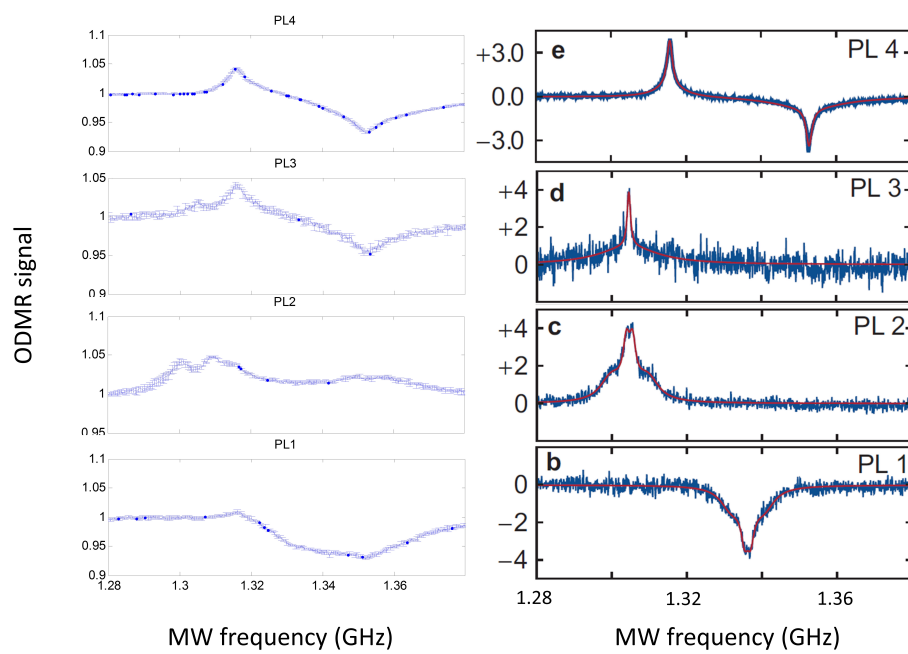 PL4
1.1
1.05
1
0.95
0.9
PL3
1.05
1
0.95
0.9
PL2
1.05
1
0.95
PL1
1.1
1.05
1
0.95
0.9
1.28 1.3 1.32 1.34 1.36
ODMR signal
MW frequency (GHz)
e PL 4
+3.0
0.0
−3.0
d PL 3
+4
+2
0
c PL 2
+4
+2
0
b PL 1
0
−2
−4
1.28 1.32 1.36
MW frequency (GHz)